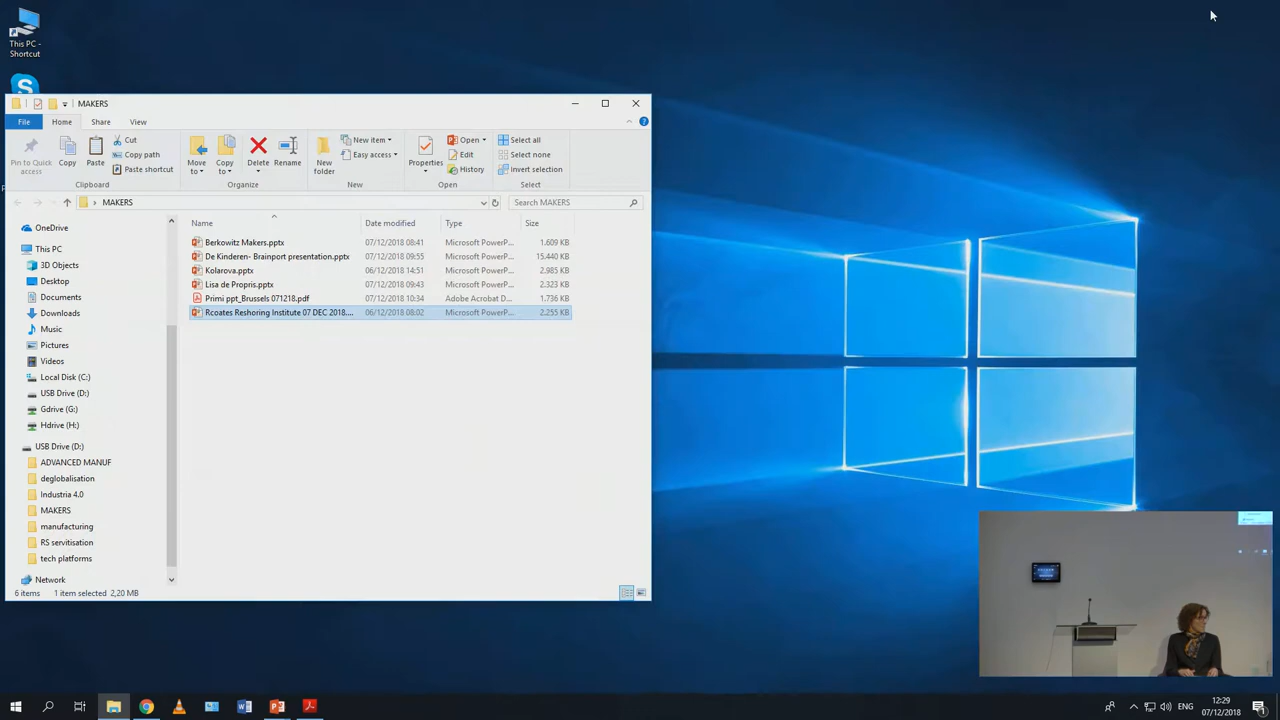 This PC -
Shortcut
MAKERS
File
Home
Share
View
Pin to Quick
access
Copy
Paste
Cut
Copy path
Paste shortcut
Clipboard
Move
to
Copy
to
Delete
Rename
Organize
New
folder
New item
Easy access
New
Properties
Open
Edit
History
Open
Select all
Select none
Invert selection
Select
MAKERS
Search MAKERS
OneDrive
This PC
3D Objects
Desktop
Documents
Downloads
Music
Pictures
Videos
Local Disk (C:)
USB Drive (D:)
Gdrive (G:)
Hdrive (H:)
USB Drive (D:)
ADVANCED MANUF
deglobalisation
Industria 4.0
MAKERS
manufacturing
RS servitisation
tech platforms
Network
Name Date modified Type Size
Berkowitz Makers.pptx 07/12/2018 08:41 Microsoft PowerP... 1.609 KB
De Kinderen- Brainport presentation.pptx 07/12/2018 09:55 Microsoft PowerP... 15.440 KB
Kolarova.pptx 06/12/2018 14:51 Microsoft PowerP... 2.985 KB
Lisa de Propris.pptx 07/12/2018 09:43 Microsoft PowerP... 2.323 KB
Primi ppt_Brussels 071218.pdf 07/12/2018 10:34 Adobe Acrobat D... 1.736 KB
Rcoates Reshoring Institute 07 DEC 2018.... 06/12/2018 08:02 Microsoft PowerP... 2.255 KB
6 items 1 item selected 2,20 MB
ENG
12:29
07/12/2018